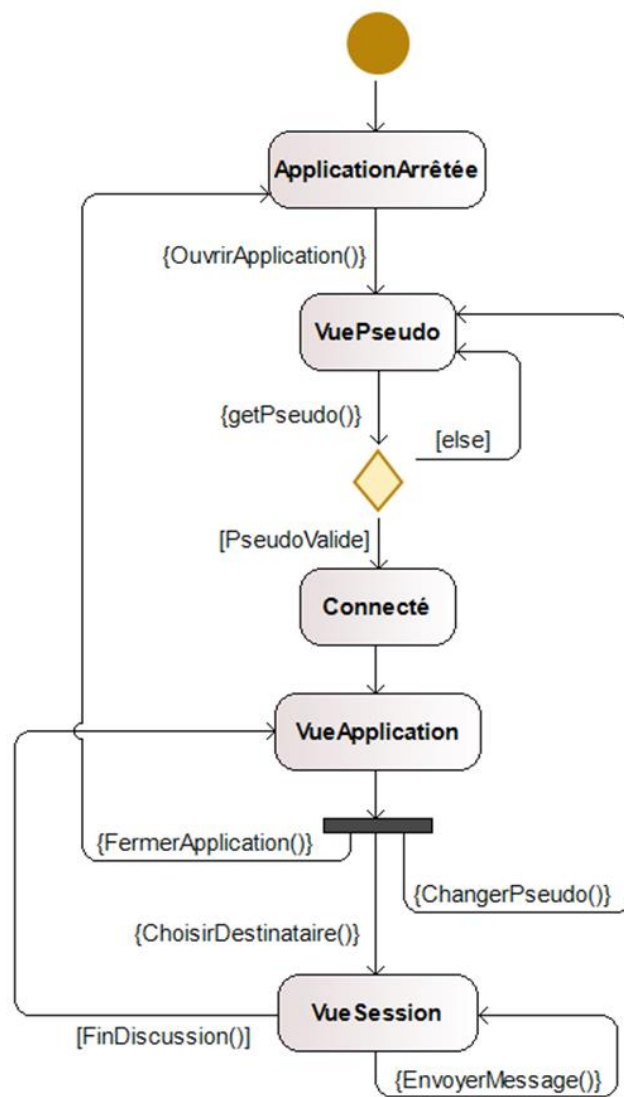 ApplicationArrêtée
{OuvrirApplication()}
VuePseudo
{getPseudo()}
[else]
[PseudoValide]
Connecté
VueApplication
{FermerApplication()}
{ChangerPseudo()}
{ChoisirDestinataire()}
VueSession
[FinDiscussion()]
{EnvoyerMessage()}